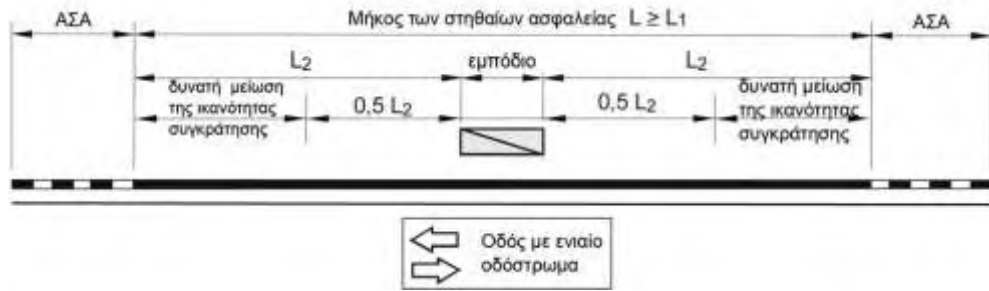 ΑΣΑ
Μήκος των στηθαίων ασφαλείας L ≥ L1
ΑΣΑ
L2
εμπόδιο
L2
δυνατή μείωση
της ικανότητας
συγκράτησης
0,5 L2
0,5 L2
δυνατή μείωση
της ικανότητας
συγκράτησης
Οδός με ενιαίο
οδόστρωμα